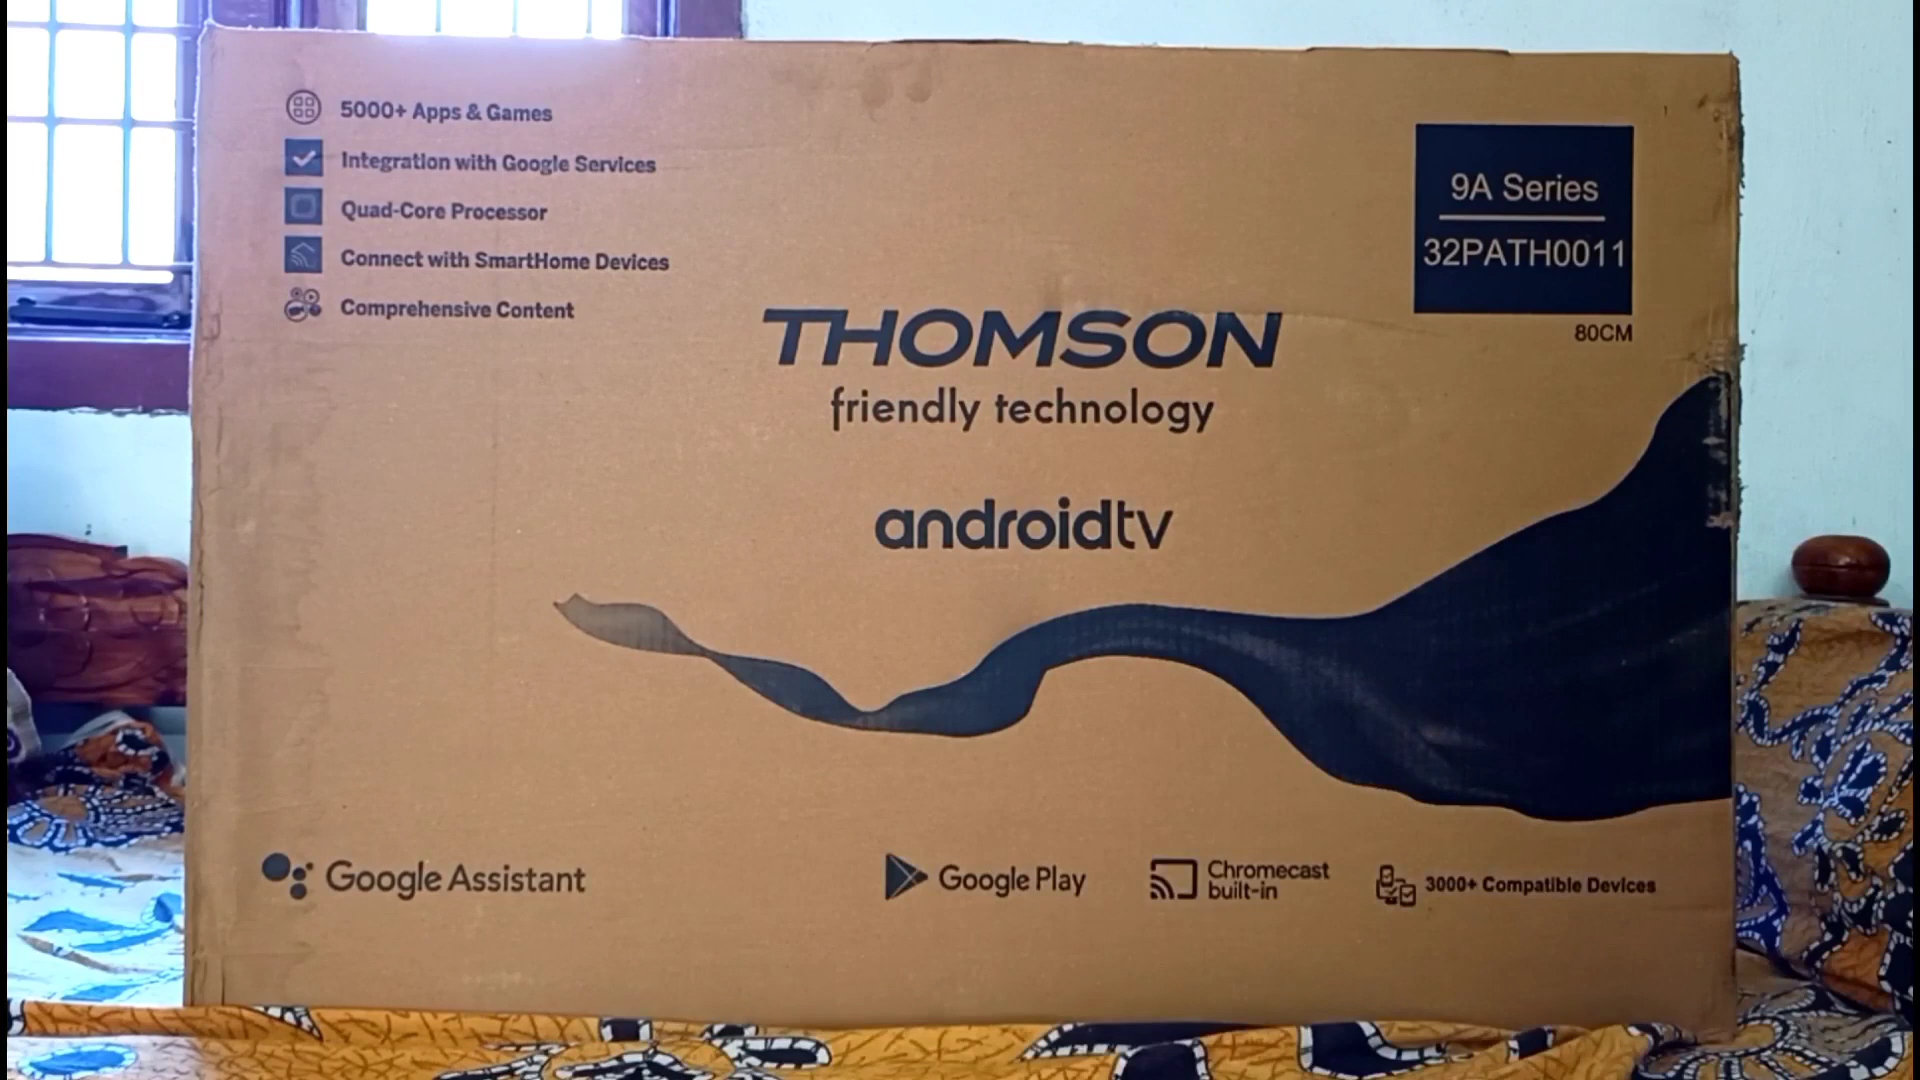 5000+ Apps & Games
Integration with Google Services
Quad-Core Processor
Connect with SmartHome Devices
Comprehensive Content
9A Series
32PATH0011
80CM
THOMSON
friendly technology
androidtv
Google Assistant
Google Play
Chromecast
built-in
3000+ Compatible Devices